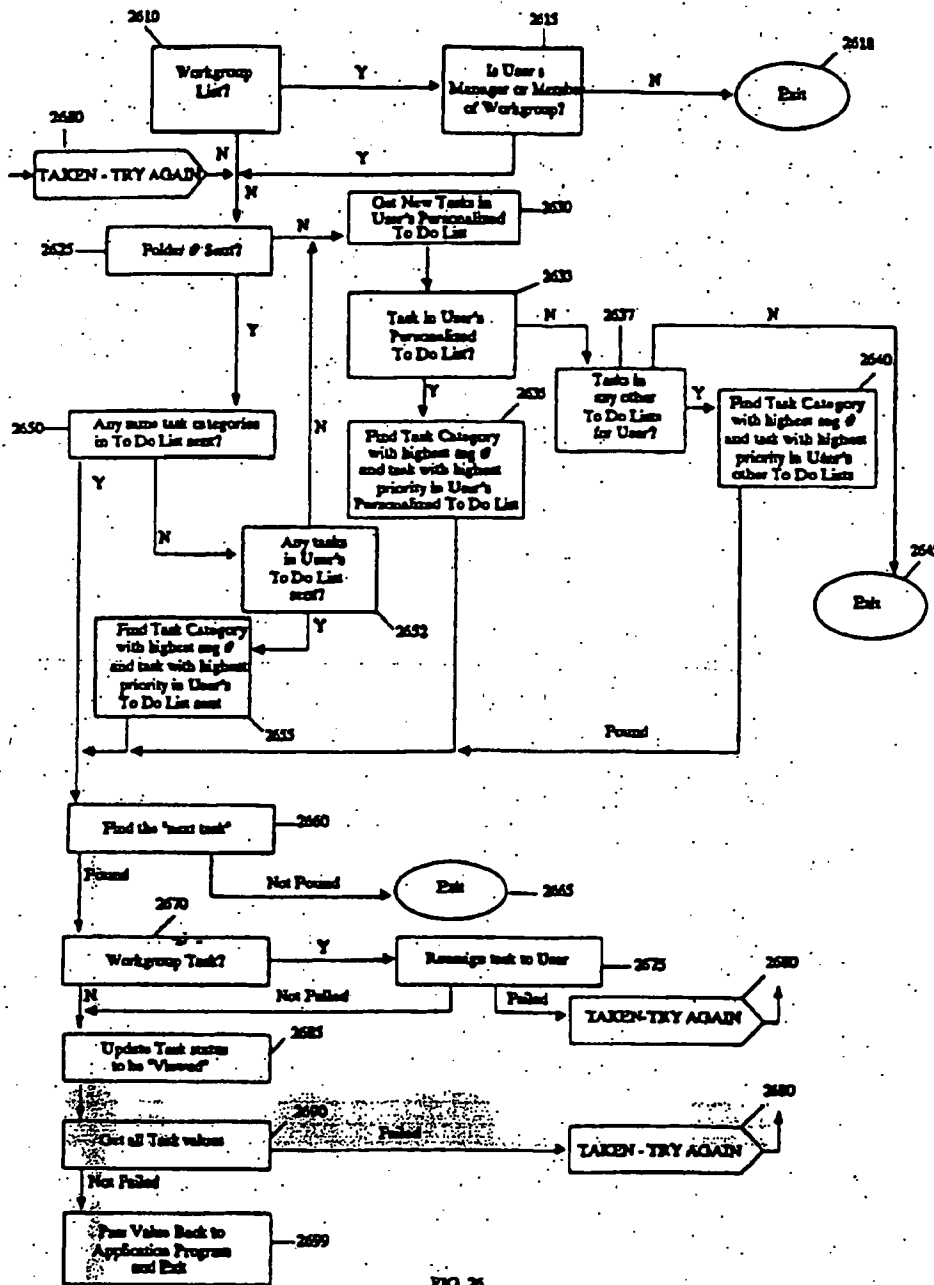 2610
Workgroup
List?
Y
2615
Is User a
Manager or Member
of Workgroup?
N
2618
Exit
2680
TAKEN - TRY AGAIN
N
Y
N
2625
Folder # Sent?
N
Get New Tasks in
User's Personalized
To Do List
2630
2633
Task in User's
Personalized
To Do List?
N
2637
N
Y
Tasks in
any other
To Do Lists
for User?
Y
2640
Find Task Category
with highest seq #
and task with highest
priority in User's
other To Do Lists
Y
2635
Find Task Category
with highest seq #
and task with highest
priority in User's
Personalized To Do List
2650
Any same task categories
in To Do List sent?
Y
N
N
Any tasks
in User's
To Do List
sent?
2652
Y
Exit
Find Task Category
with highest seq #
and task with highest
priority in User's
To Do List sent
2655
Found
Find the "next task"
2660
Found
Not Found
Exit
2665
2670
Workgroup Task?
Y
Reassign task to User
2675
N
Not Failed
Failed
2680
TAKEN-TRY AGAIN
2685
Update Task status
to be "Viewed"
2690
Get all Task values
Failed
2680
TAKEN - TRY AGAIN
Not Failed
Pass Value Back to
Application Program
and Exit
2699
FIG. 26